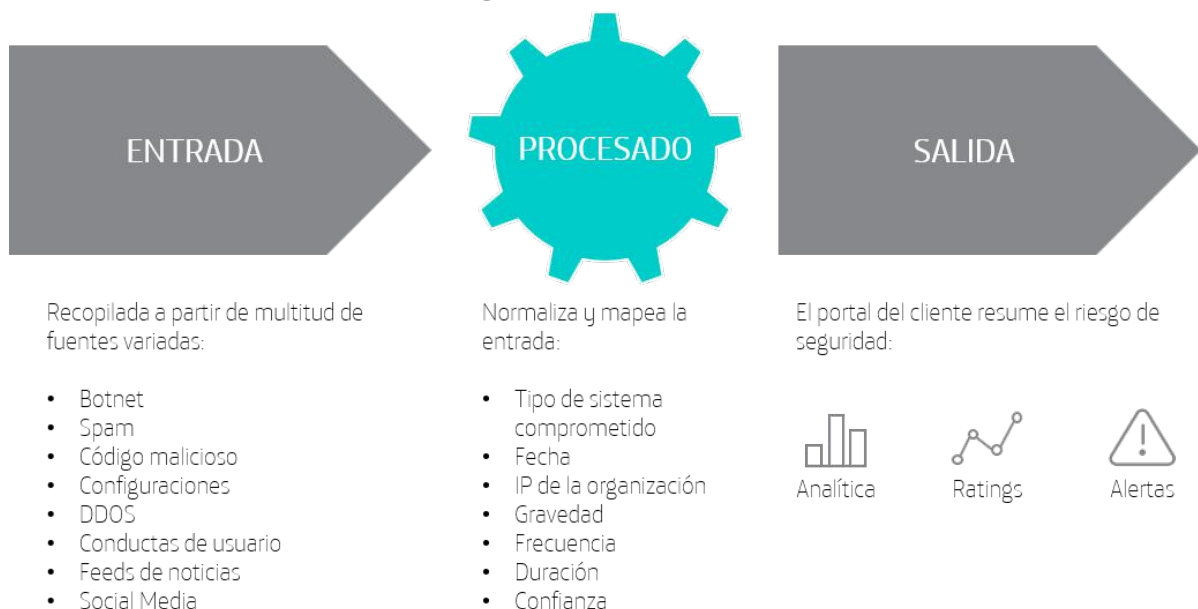 ENTRADA
PROCESADO
SALIDA
Recopilada a partir de multitud de
fuentes variadas:
• Botnet
• Spam
• Código malicioso
• Configuraciones
• DDOS
• Conductas de usuario
• Feeds de noticias
• Social Media
Normaliza y mapea la
entrada:
• Tipo de sistema
comprometido
• Fecha
• IP de la organización
• Gravedad
• Frecuencia
• Duración
• Confianza
El portal del cliente resume el riesgo de
seguridad:
Analítica
Ratings
Alertas